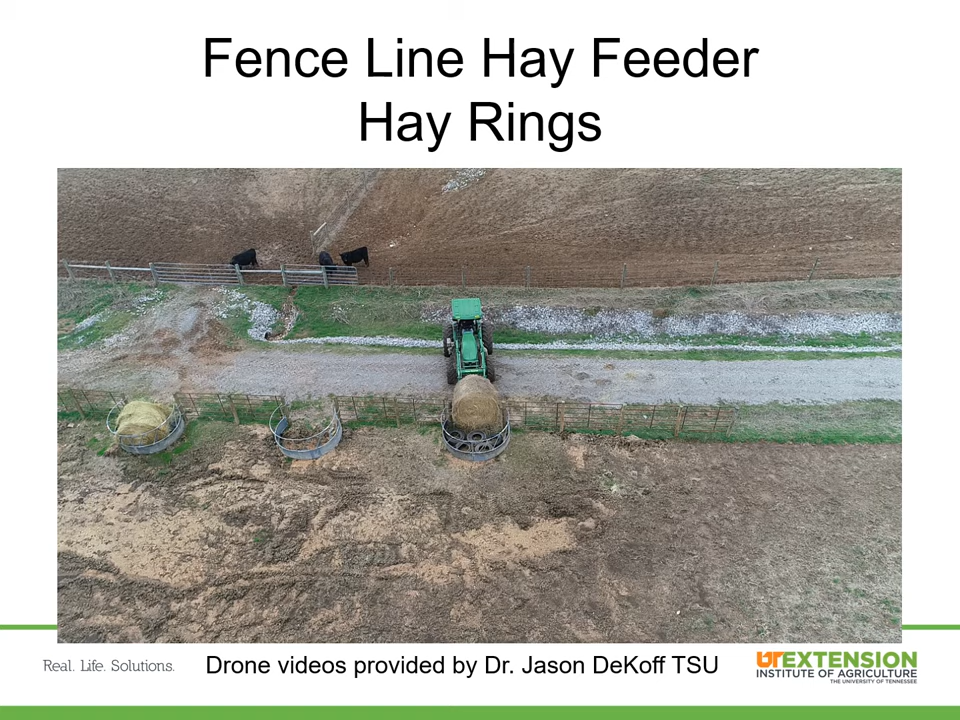 Fence Line Hay Feeder
Hay Rings
Real. Life. Solutions.
Drone videos provided by Dr. Jason DeKoff TSU
UTEXTENSION
INSTITUTE OF AGRICULTURE
THE UNIVERSITY OF TENNESSEE